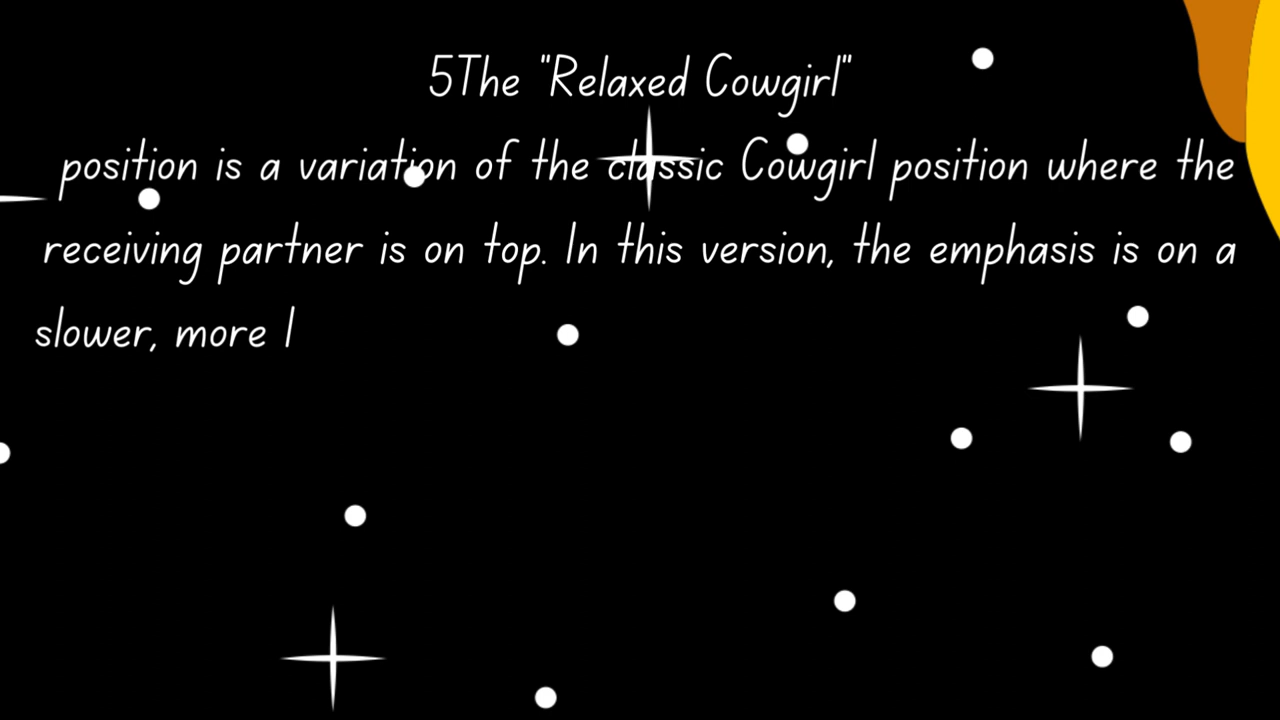 5The "Relaxed Cowgirl"
position is a variation of the classic Cowgirl position where the
receiving partner is on top. In this version, the emphasis is on a
slower, more l